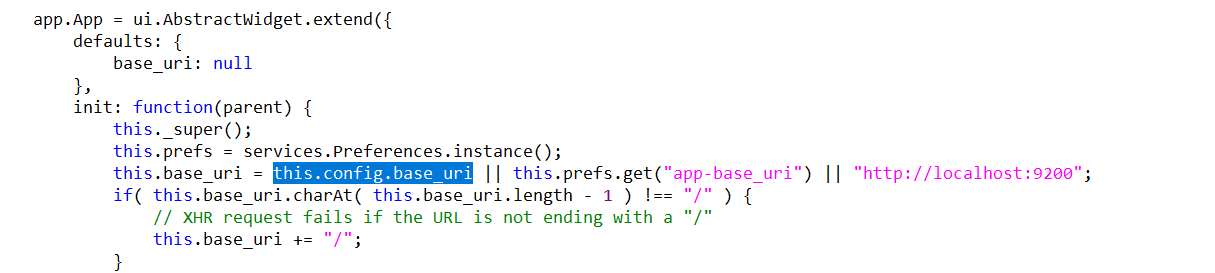 app.App = ui.AbstractWidget.extend({
defaults: {
base_uri: null
},
init: function(parent) {
this._super();
this.prefs = services.Preferences.instance();
this.base_uri = this.config.base_uri || this.prefs.get("app-base_uri") || "http://localhost:9200";
if( this.base_uri.charAt( this.base_uri.length - 1 ) !== "/" ) {
// XHR request fails if the URL is not ending with a "/"
this.base_uri += "/";
}